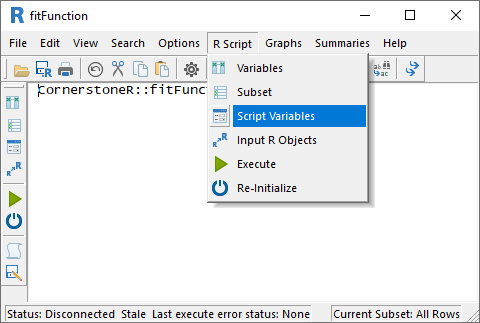 fitFunction
File Edit View Search Options R Script Graphs Summaries Help
CornerstoneR::fitFunc
Variables
Subset
Script Variables
Input R Objects
Execute
Re-Initialize
Status: Disconnected Stale Last execute error status: None Current Subset: All Rows